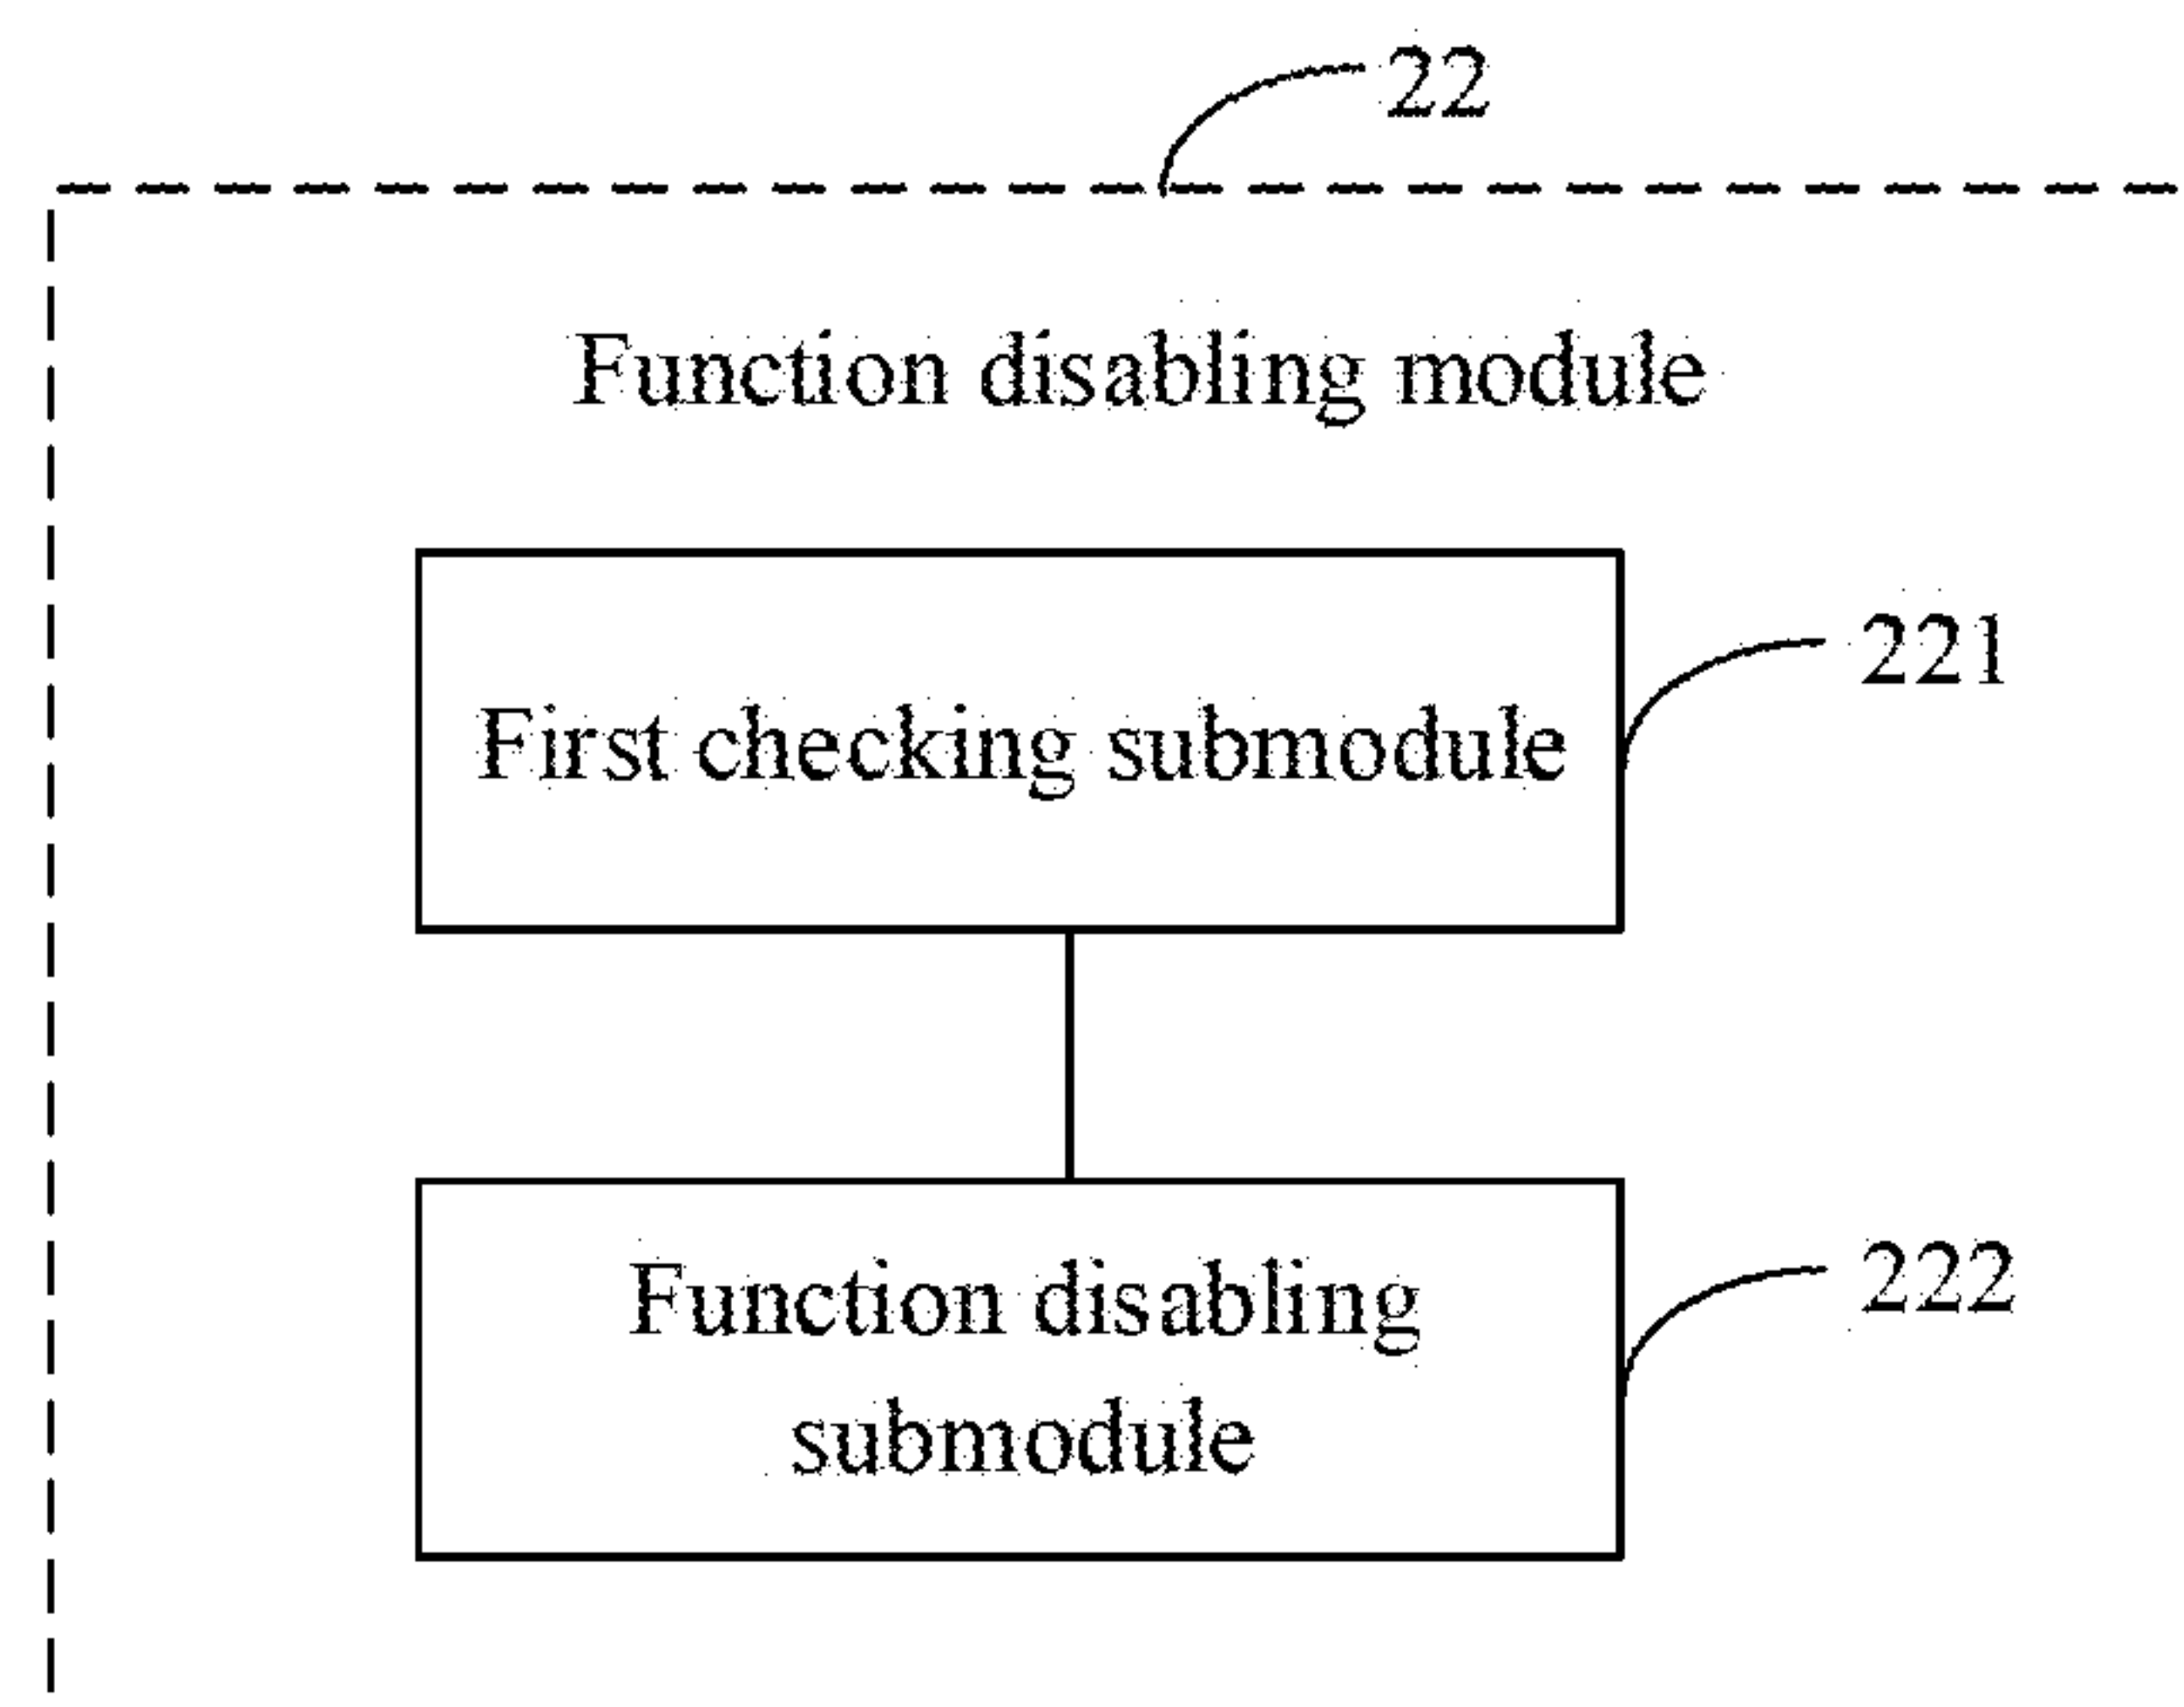 22
Function disabling module
221
First checking submodule
222
Function disabling
submodule